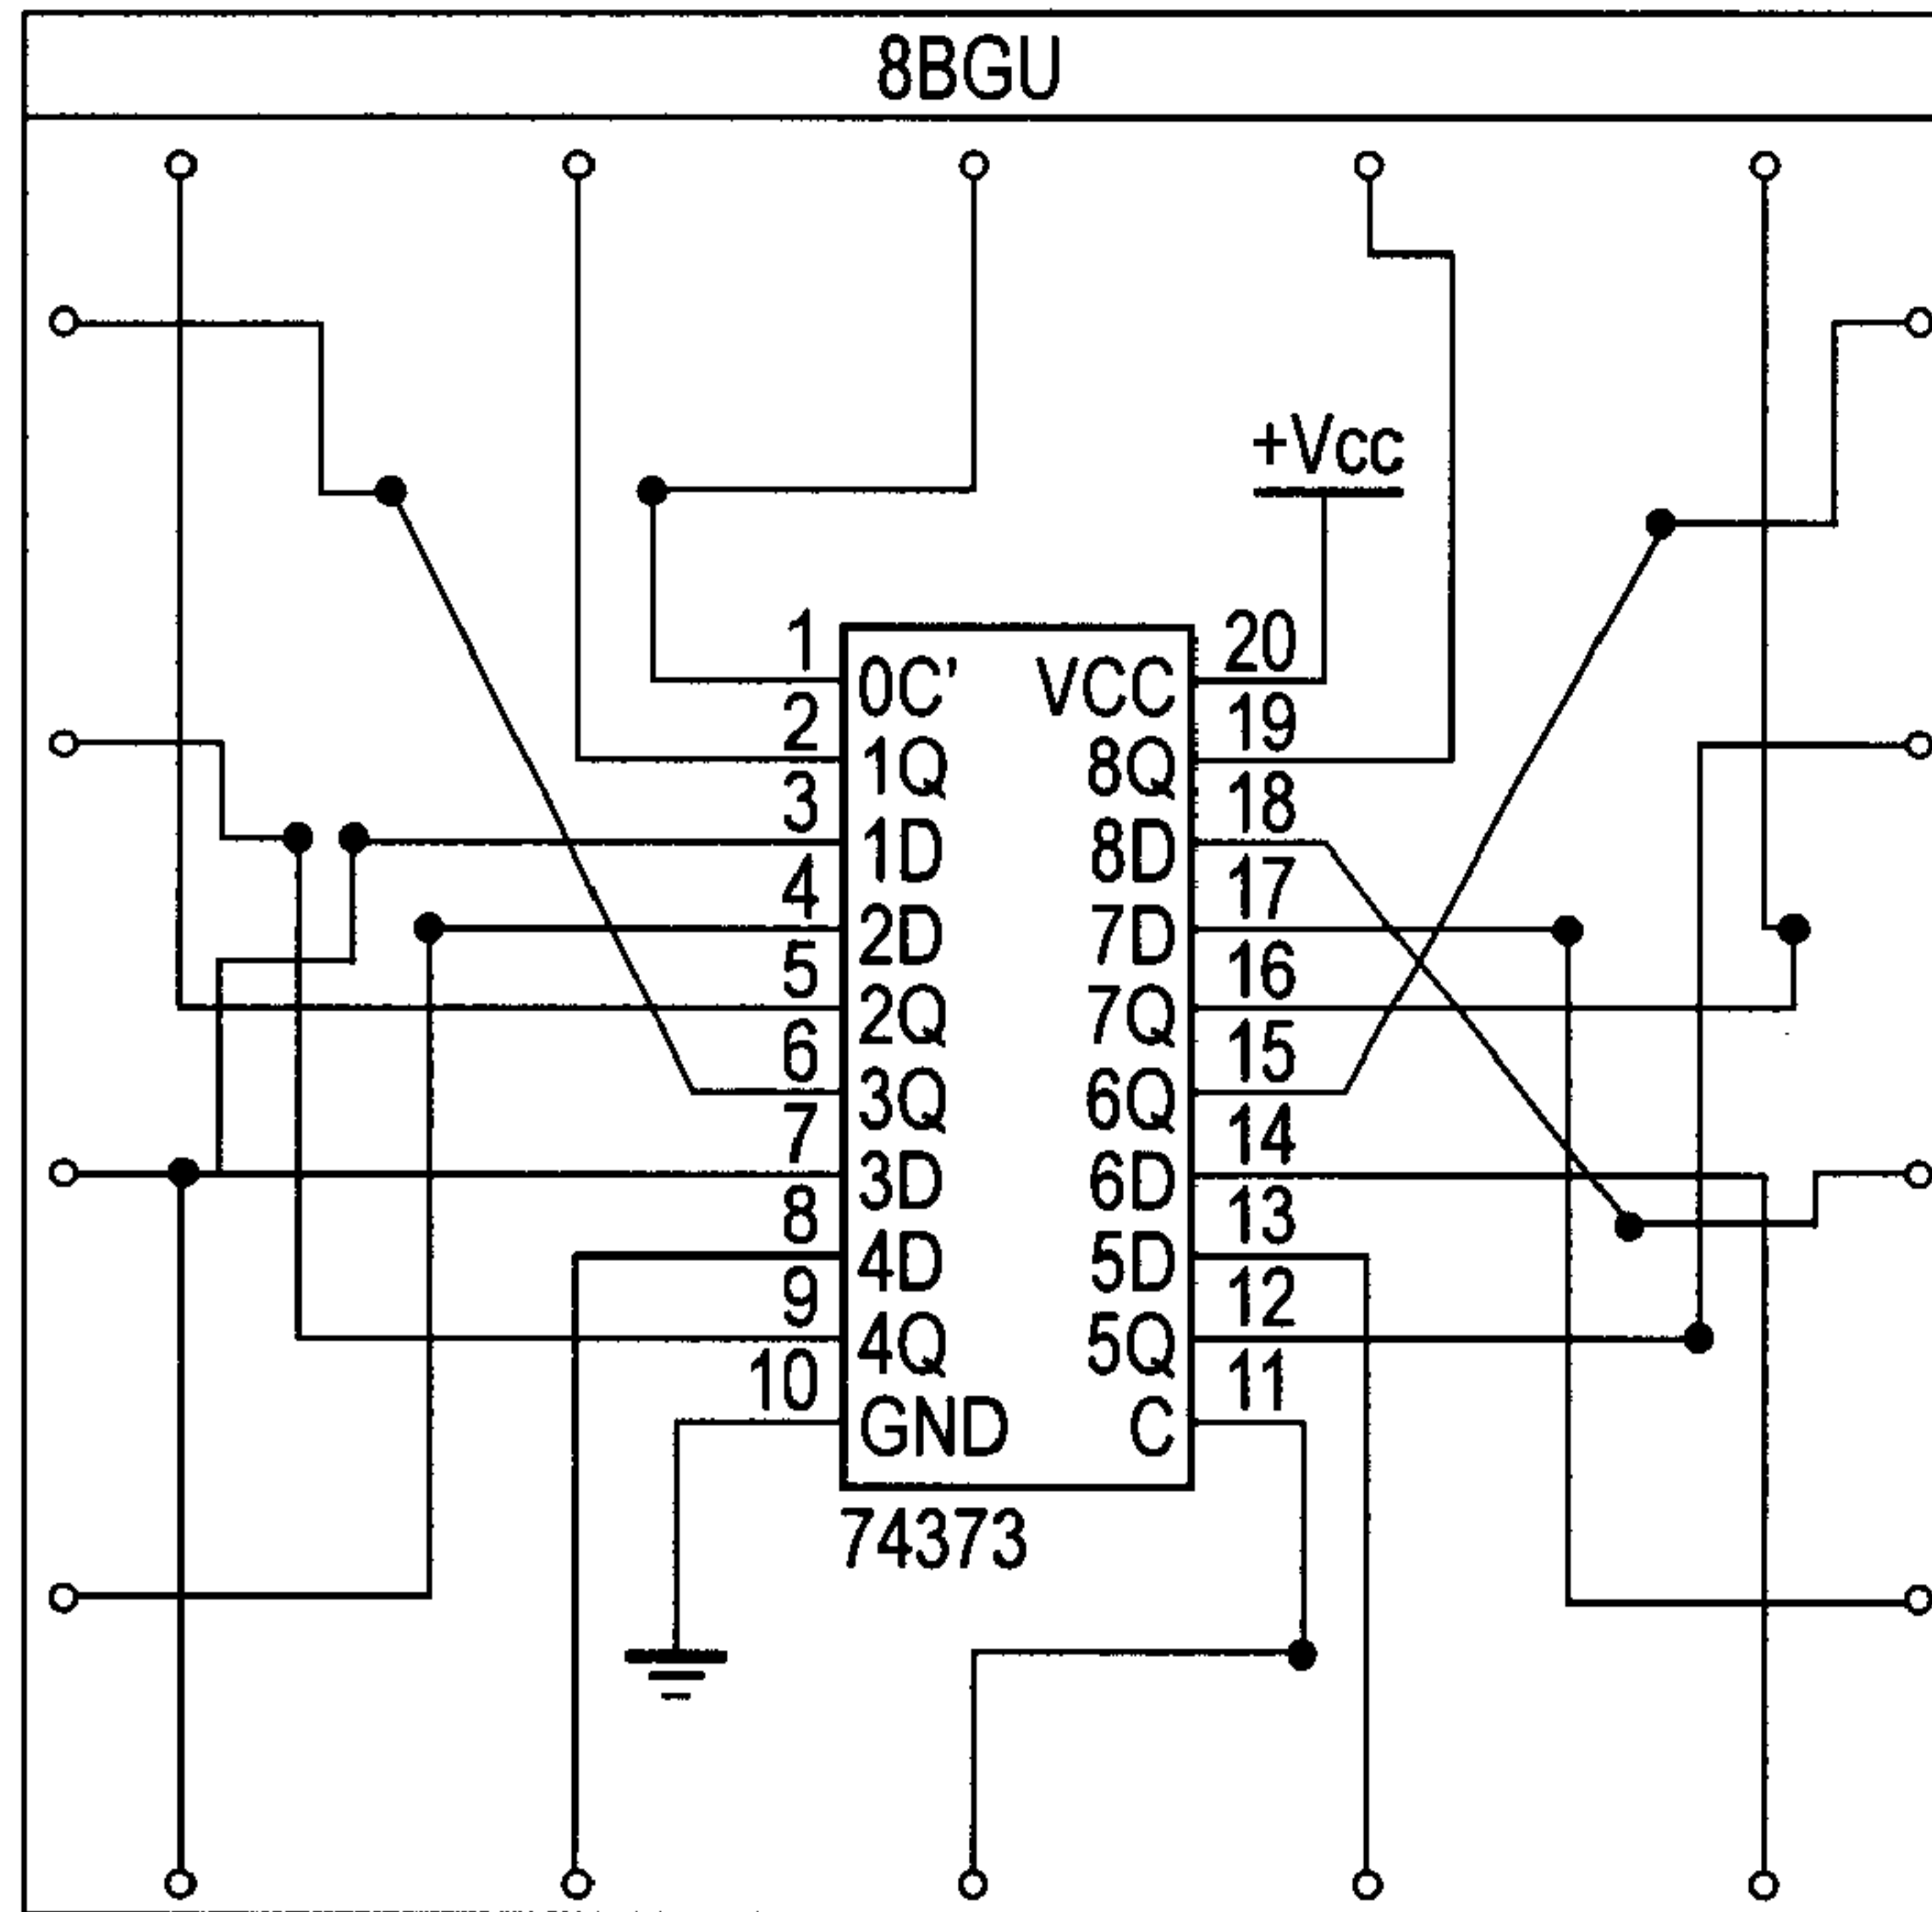 8BGU
+Vcc
1 20
0C' VCC
2 19
1Q 8Q
3 18
1D 8D
4 17
2D 7D
5 16
2Q 7Q
6 15
3Q 6Q
7 14
3D 6D
8 13
4D 5D
9 12
4Q 5Q
10 11
GND C
74373